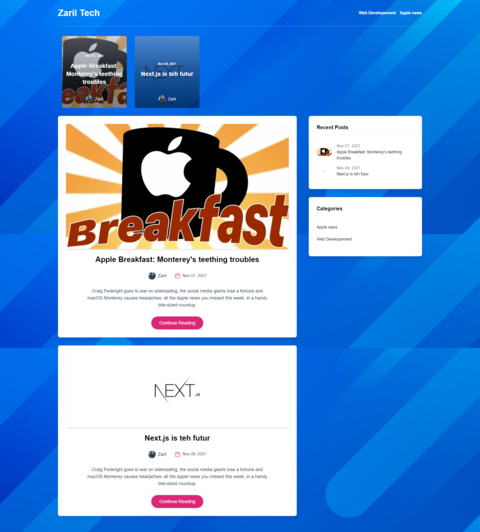 Zaril Tech
Web Developement
Apple news
Apple Breakfast:
Monterey's teething
troubles
Zaril
Nov 09, 2021
Next.js is teh futur
Zaril
Breakfast
Apple Breakfast: Monterey's teething troubles
Zaril
Nov 07, 2021
Craig Federighi goes to war on sideloading, the social media giants lose a fortune and
macOS Monterey causes headaches: all the Apple news you missed this week, in a handy
bite-sized roundup.
Continue Reading
NEXT.JS
Next.js is teh futur
Zaril
Nov 09, 2021
Craig Federighi goes to war on sideloading, the social media giants lose a fortune and
macOS Monterey causes headaches: all the Apple news you missed this week, in a handy
bite-sized roundup.
Continue Reading
Recent Posts
Nov 07, 2021
Apple Breakfast: Monterey's teething
troubles
Nov 09, 2021
Next.js is teh futur
Categories
Apple news
Web Developement